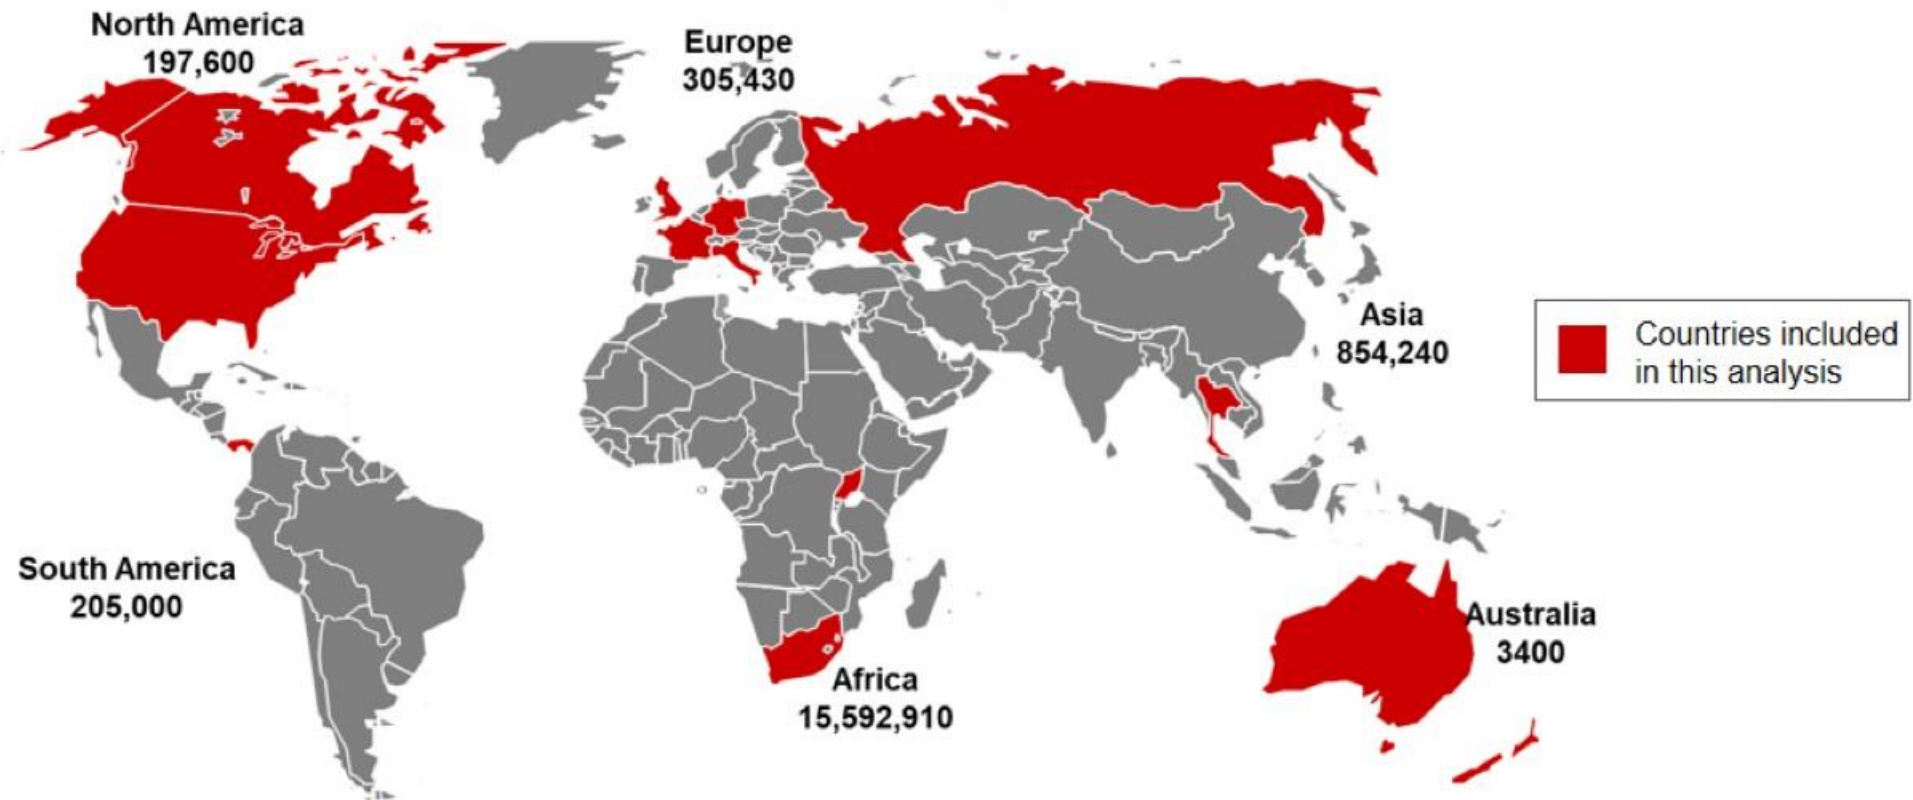 North America
197,600
Europe
305,430
Asia
854,240
Countries included
in this analysis
South America
205,000
Australia
3400
Africa
15,592,910